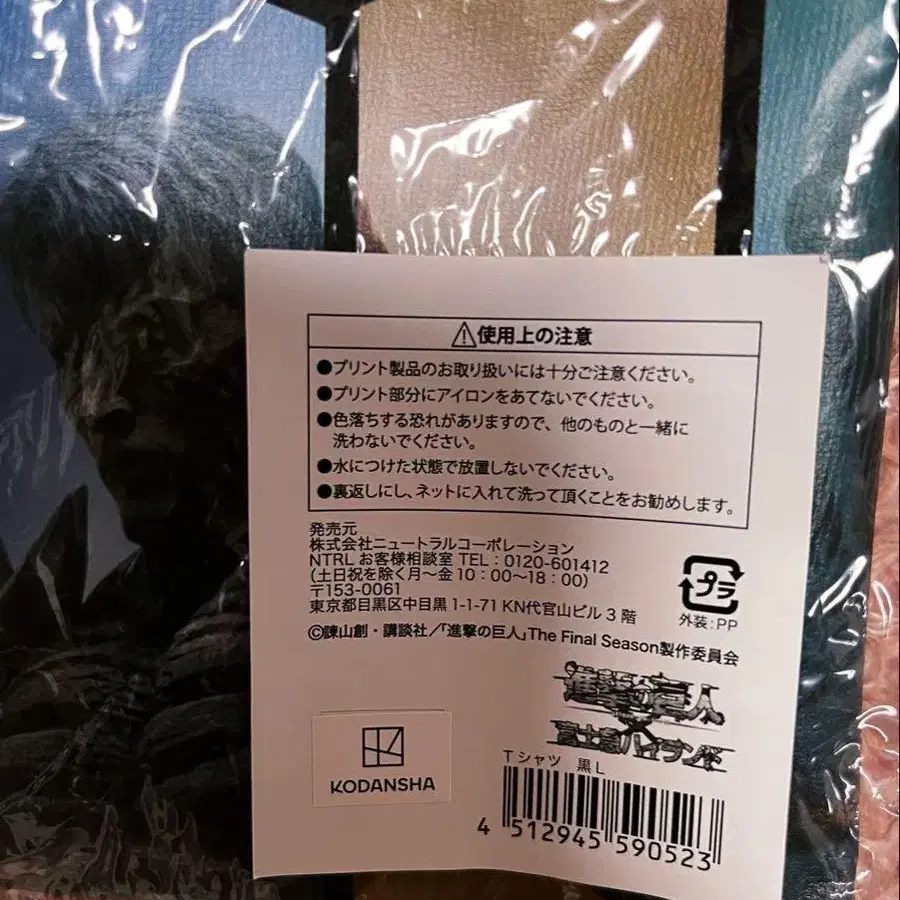 ⚠使用上の注意
●プリント製品のお取り扱いには十分ご注意ください。
●プリント部分にアイロンをあてないでください。
●色落ちする恐れがありますので、他のものと一緒に
洗わないでください。
●水につけた状態で放置しないでください。
●裏返しにし、ネットに入れて洗って頂くことをお勧めします。
発売元
株式会社ニュートラルコーポレーション
NTRL お客様相談室 TEL：0120-601412
(土日祝を除く月～金 10：00～18：00)
〒153-0061
東京都目黒区中目黒 1-1-71 KN代官山ビル 3 階
プラ
外装：PP
©諫山創・講談社/「進撃の巨人」The Final Season製作委員会
進撃の巨人
×
富士急ハイランド
Tシャツ 黒L
KODANSHA
4 512945 590523